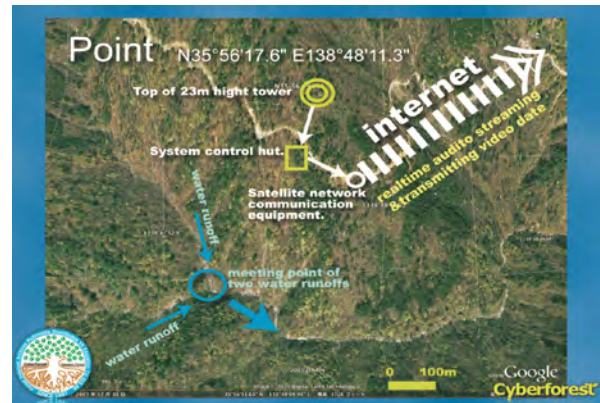 Point N35°56'17.6" E138°48'11.3"
Top of 23m hight tower
System control hut.
Satellite network
communication
equipment.
internet
realtime audito streaming
&transmitting video date
water runoff
meeting point of
two water runoffs
water runoff
0 100m
Google
Cyberforest